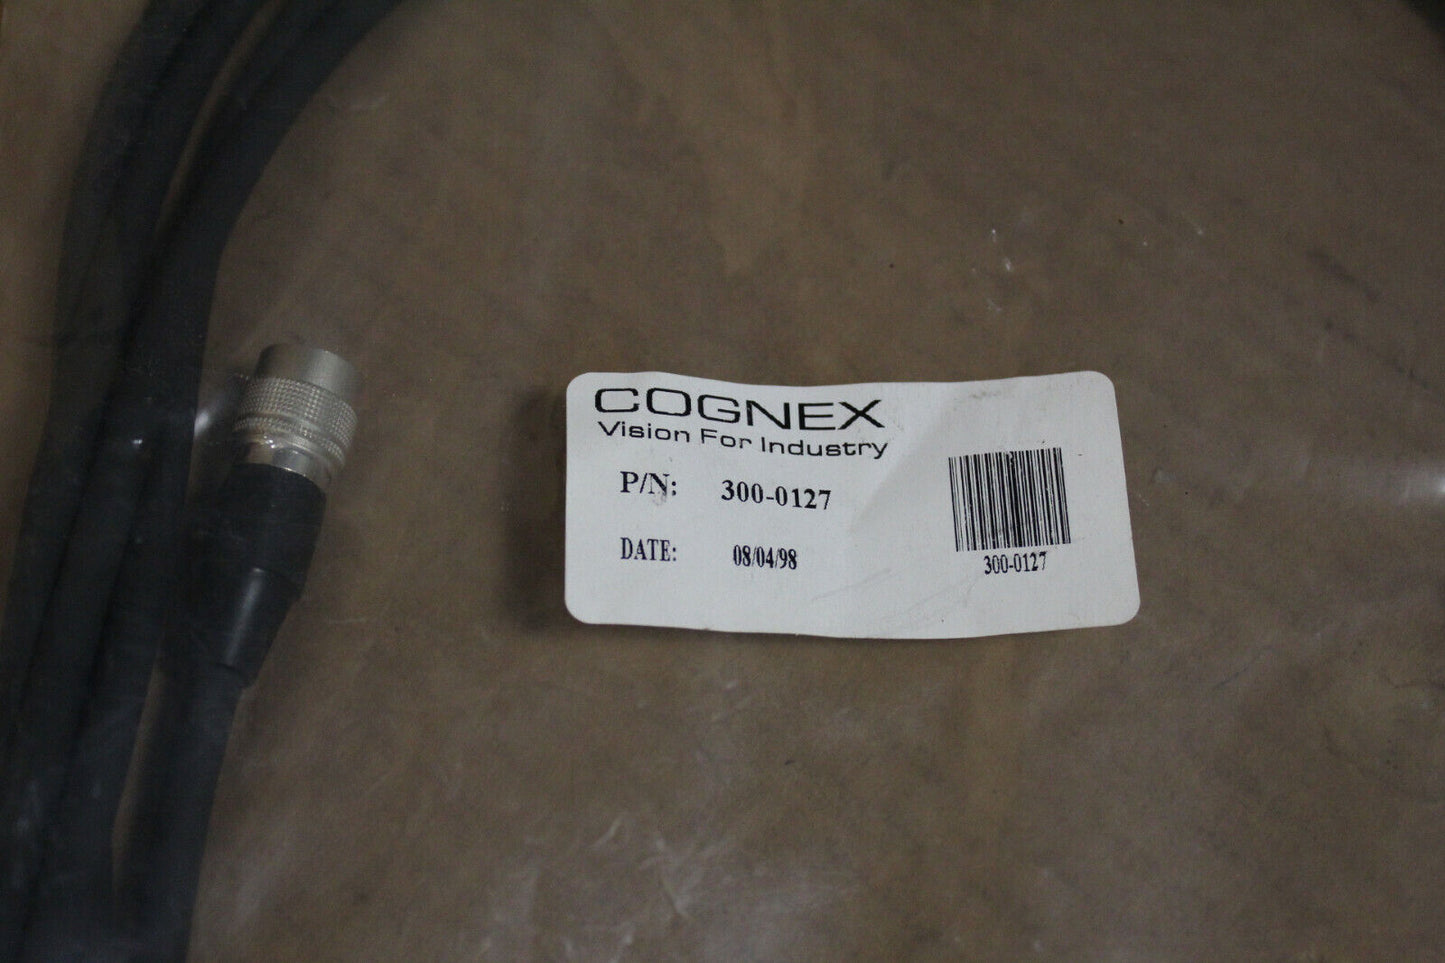 COGNEX
Vision For Industry
P/N: 300-0127
DATE: 08/04/98
300-0127